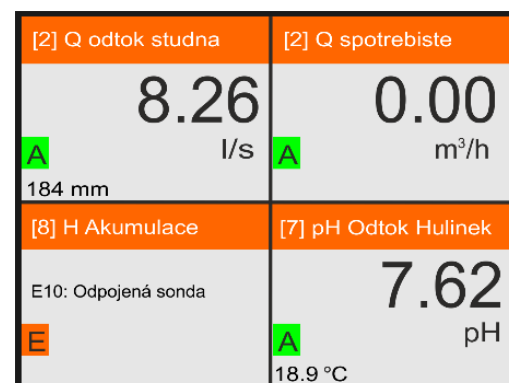 [2] Q odtok studna
8.26
l/s
A
184 mm
[2] Q spotrebiste
0.00
m³/h
A
[8] H Akumulace
E10: Odpojená sonda
E
[7] pH Odtok Hulinek
7.62
pH
A
18.9 °C